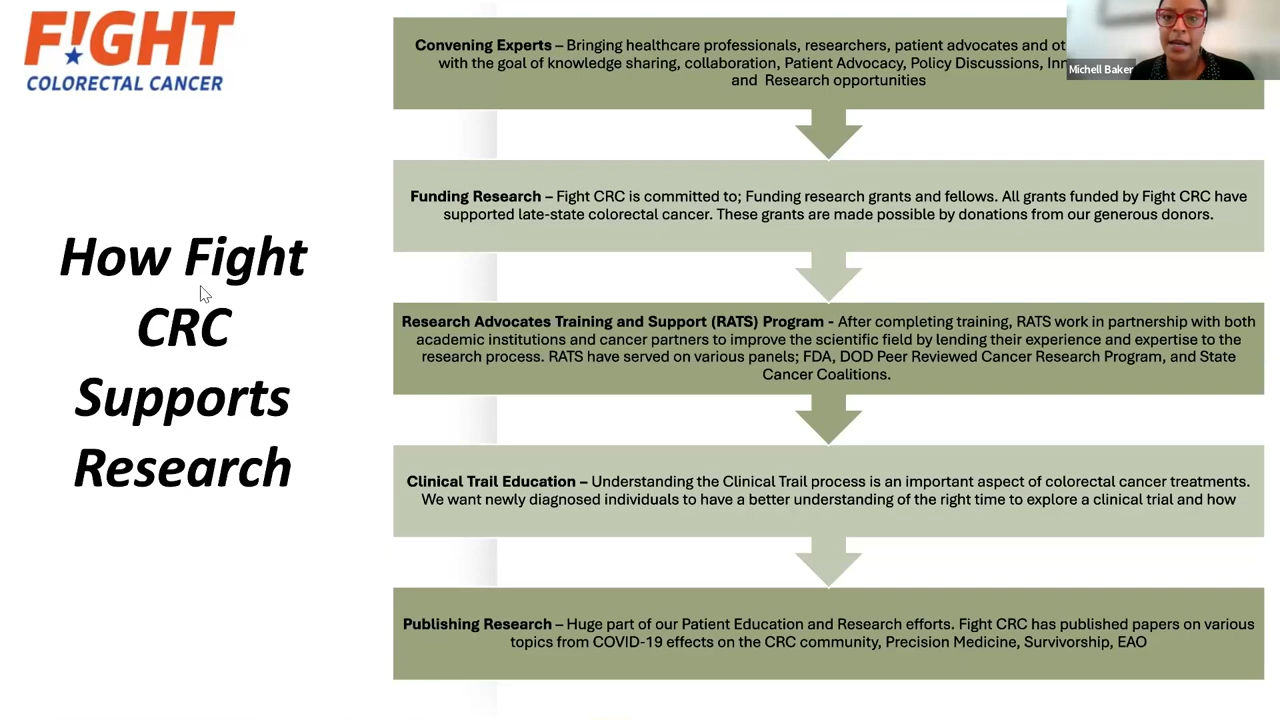 F!GHT
COLORECTAL CANCER
How Fight
CRC
Supports
Research
Convening Experts – Bringing healthcare professionals, researchers, patient advocates and
with the goal of knowledge sharing, collaboration, Patient Advocacy, Policy Discussions,
and Research opportunities
Michell Baker
Funding Research – Fight CRC is committed to; Funding research grants and fellows. All grants funded by Fight CRC have
supported late-state colorectal cancer. These grants are made possible by donations from our generous donors.
Research Advocates Training and Support (RATS) Program - After completing training, RATS work in partnership with both
academic institutions and cancer partners to improve the scientific field by lending their experience and expertise to the
research process. RATS have served on various panels; FDA, DOD Peer Reviewed Cancer Research Program, and State
Cancer Coalitions.
Clinical Trail Education – Understanding the Clinical Trail process is an important aspect of colorectal cancer treatments.
We want newly diagnosed individuals to have a better understanding of the right time to explore a clinical trial and how
Publishing Research – Huge part of our Patient Education and Research efforts. Fight CRC has published papers on various
topics from COVID-19 effects on the CRC community, Precision Medicine, Survivorship, EAO